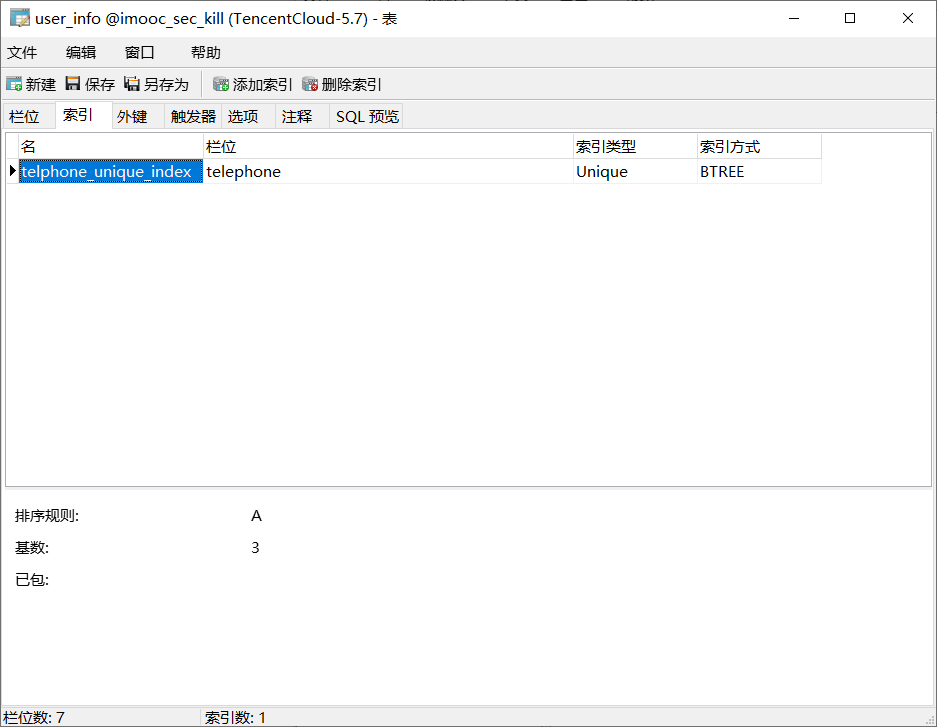 user_info @imooc_sec_kill (TencentCloud-5.7) - 表
文件 编辑 窗口 帮助
新建 保存 另存为 添加索引 删除索引
栏位 索引 外键 触发器 选项 注释 SQL 预览
名 栏位 索引类型 索引方式
telphone_unique_index telephone Unique BTREE
排序规则: A
基数: 3
已包:
栏位数: 7 索引数: 1